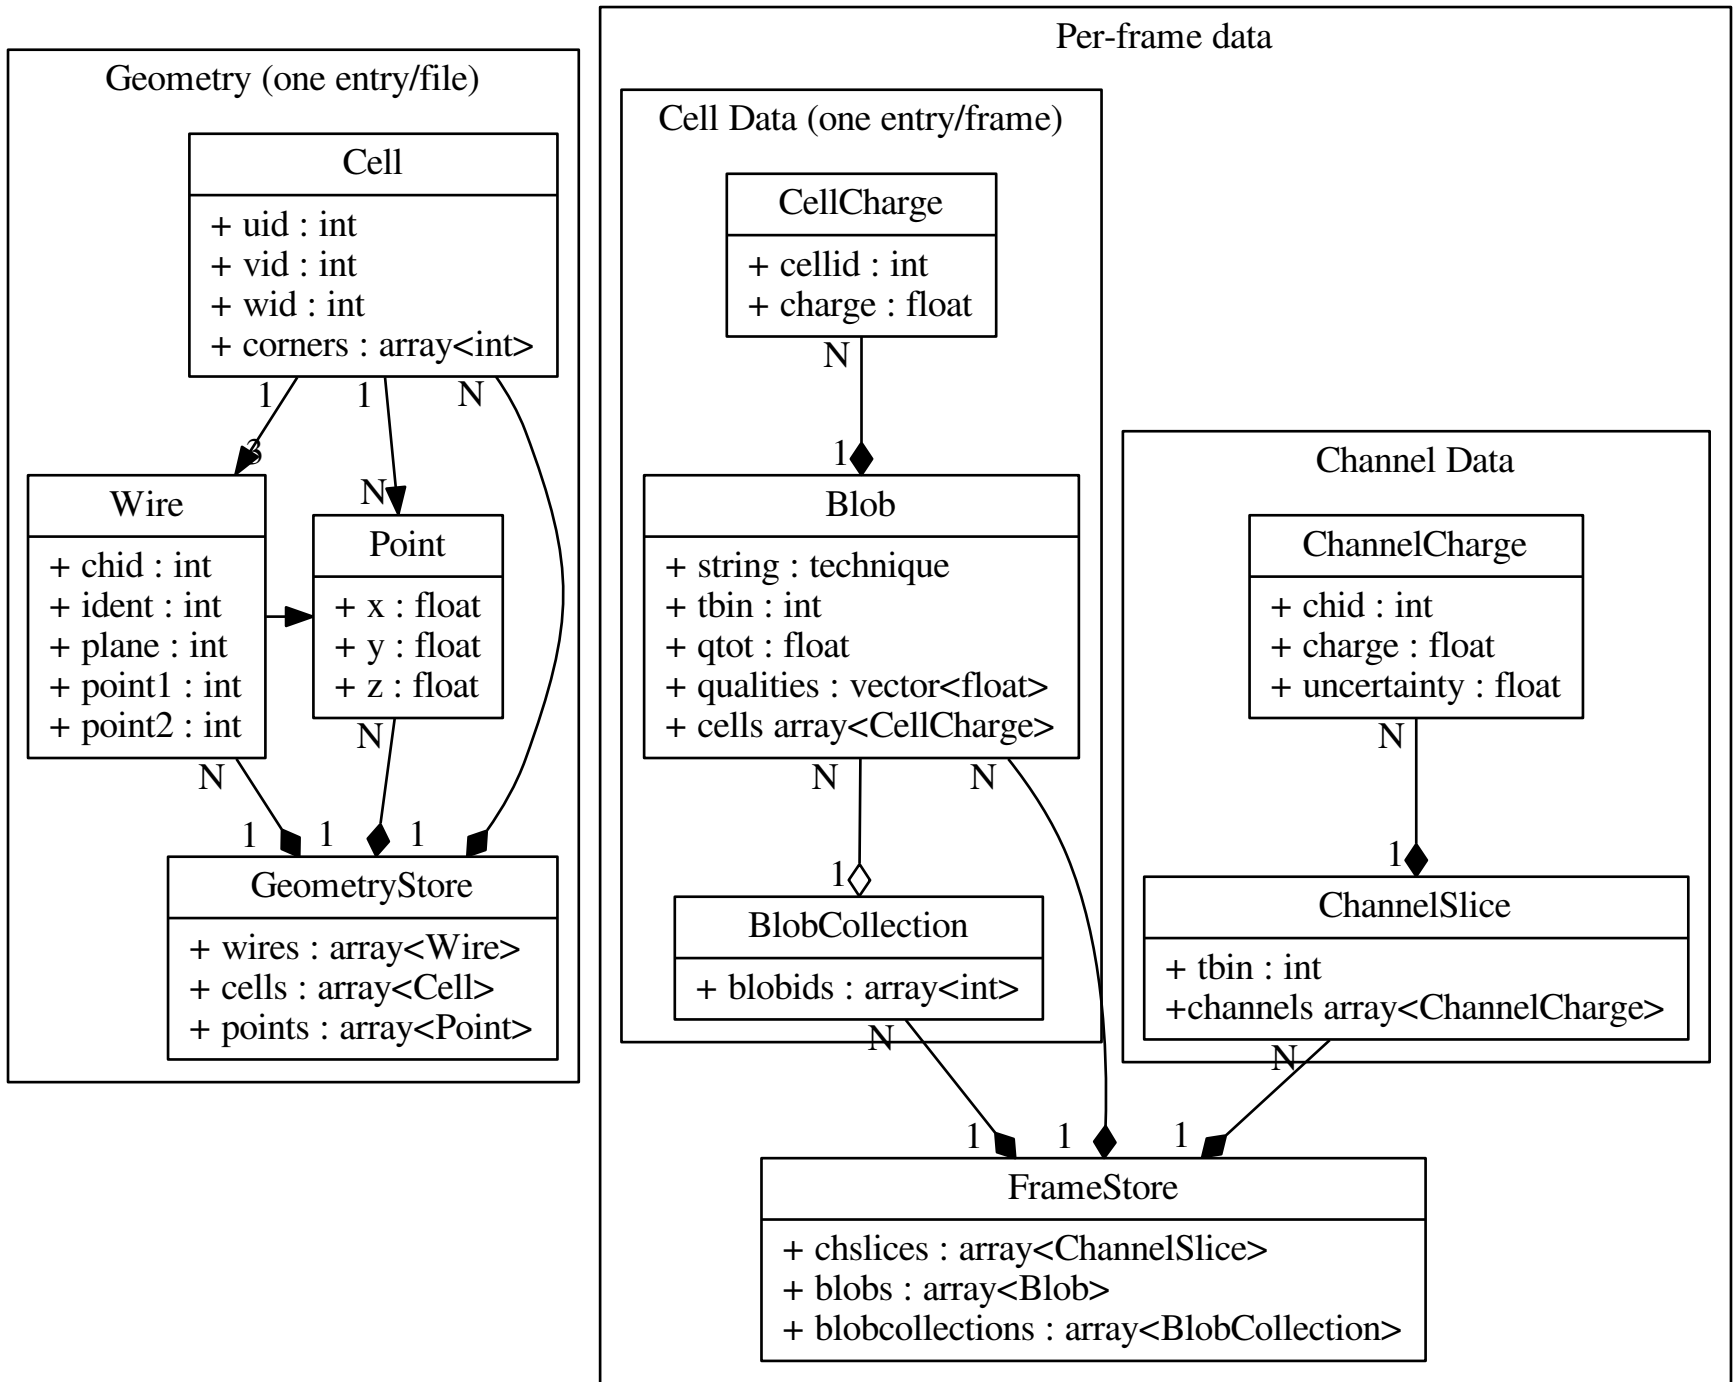 Geometry (one entry/file)
Cell
+ uid : int
+ vid : int
+ wid : int
+ corners : array<int>
1
1
N
3
N
Wire
+ chid : int
+ ident : int
+ plane : int
+ point1 : int
+ point2 : int
Point
+ x : float
+ y : float
+ z : float
N
N
1
1
1
GeometryStore
+ wires : array<Wire>
+ cells : array<Cell>
+ points : array<Point>
Per-frame data
Cell Data (one entry/frame)
CellCharge
+ cellid : int
+ charge : float
N
1
Blob
+ string : technique
+ tbin : int
+ qtot : float
+ qualities : vector<float>
+ cells array<CellCharge>
N
N
1
BlobCollection
+ blobids : array<int>
N
Channel Data
ChannelCharge
+ chid : int
+ charge : float
+ uncertainty : float
N
1
ChannelSlice
+ tbin : int
+channels array<ChannelCharge>
N
1
1
1
FrameStore
+ chslices : array<ChannelSlice>
+ blobs : array<Blob>
+ blobcollections : array<BlobCollection>